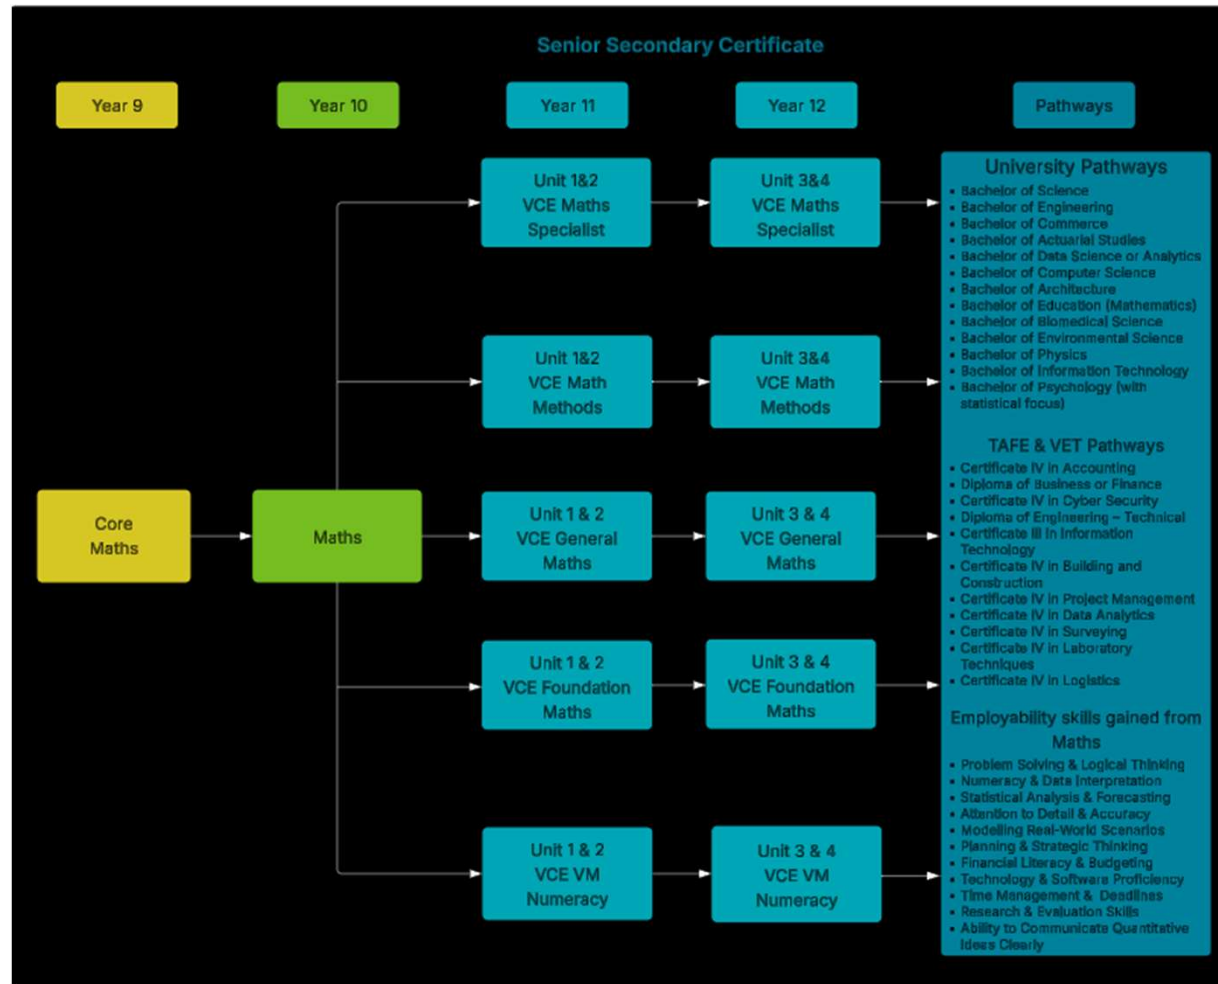 Senior Secondary Certificate
Year 9
Year 10
Year 11
Year 12
Pathways
Core
Maths
Maths
Unit 1&2
VCE Maths
Specialist
Unit 3&4
VCE Maths
Specialist
Unit 1&2
VCE Math
Methods
Unit 3&4
VCE Math
Methods
Unit 1 & 2
VCE General
Maths
Unit 3 & 4
VCE General
Maths
Unit 1 & 2
VCE Foundation
Maths
Unit 3 & 4
VCE Foundation
Maths
Unit 1 & 2
VCE VM
Numeracy
Unit 3 & 4
VCE VM
Numeracy
University Pathways
• Bachelor of Science
• Bachelor of Engineering
• Bachelor of Commerce
• Bachelor of Actuarial Studies
• Bachelor of Data Science or Analytics
• Bachelor of Computer Science
• Bachelor of Architecture
• Bachelor of Education (Mathematics)
• Bachelor of Biomedical Science
• Bachelor of Environmental Science
• Bachelor of Physics
• Bachelor of Information Technology
• Bachelor of Psychology (with
statistical focus)
TAFE & VET Pathways
• Certificate IV in Accounting
• Diploma of Business or Finance
• Certificate IV in Cyber Security
• Diploma of Engineering – Technical
• Certificate III in Information
Technology
• Certificate IV in Building and
Construction
• Certificate IV in Project Management
• Certificate IV in Data Analytics
• Certificate IV in Surveying
• Certificate IV in Laboratory
Techniques
• Certificate IV in Logistics
Employability skills gained from
Maths
• Problem Solving & Logical Thinking
• Numeracy & Data Interpretation
• Statistical Analysis & Forecasting
• Attention to Detail & Accuracy
• Modelling Real-World Scenarios
• Planning & Strategic Thinking
• Financial Literacy & Budgeting
• Technology & Software Proficiency
• Time Management & Deadlines
• Research & Evaluation Skills
• Ability to Communicate Quantitative
Ideas Clearly